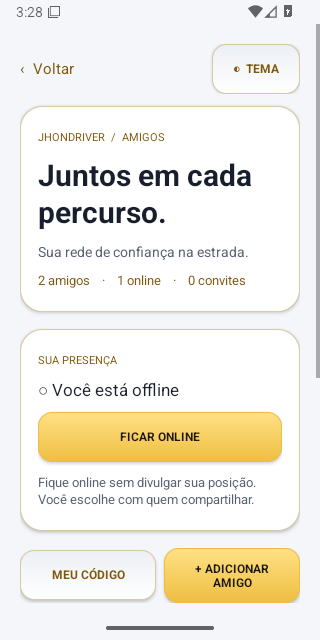 3:28
‹ Voltar
◐ TEMA
JHONDRIVER / AMIGOS
Juntos em cada
percurso.
Sua rede de confiança na estrada.
2 amigos · 1 online · 0 convites
SUA PRESENÇA
○ Você está offline
FICAR ONLINE
Fique online sem divulgar sua posição.
Você escolhe com quem compartilhar.
MEU CÓDIGO
+ ADICIONAR
AMIGO